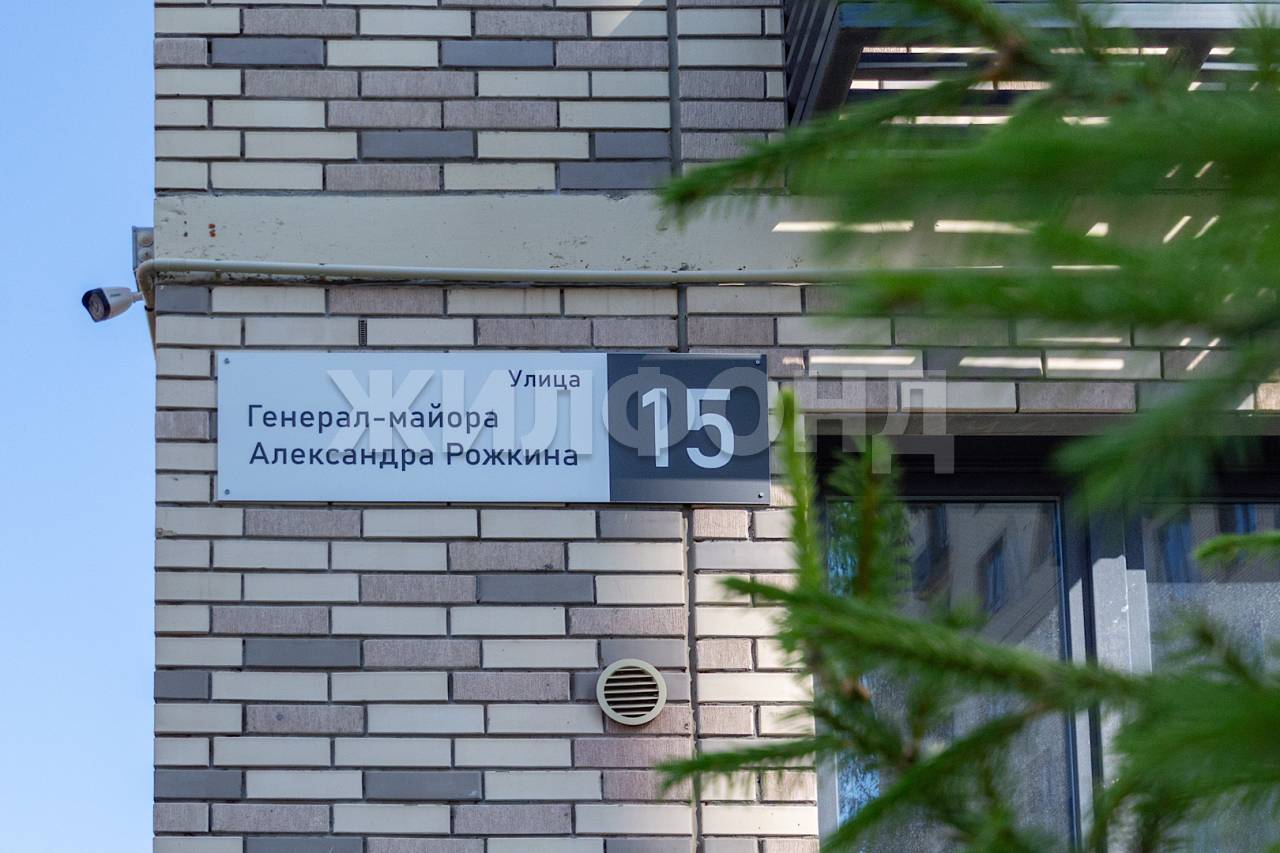 Улица
Генерал-майора
Александра Рожкина
15
ЖИЛФОНД